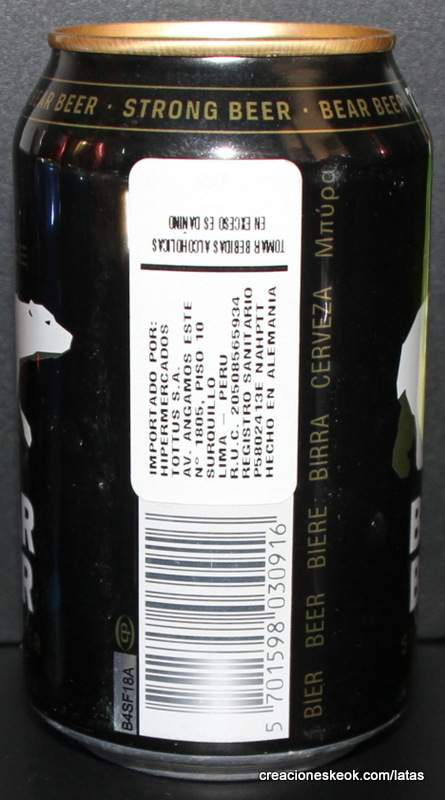 BEAR BEER · STRONG BEER · BEAR BEER
TOMAR BEBIDAS ALCOHOLICAS
EN EXCESO ES DAÑINO
IMPORTADO POR:
HIPERMERCADOS
TOTTUS S.A.
AV. ANGAMOS ESTE
Nº 1805, PISO 10
SURQUILLO
LIMA - PERU
R.U.C. 20508565934
REGISTRO SANITARIO
P5802413E NAHPTT
HECHO EN ALEMANIA
5 701598 030916
B4SF18A
BIER BEER BIERE BIRRA CERVEZA Μπύρα
creacioneskeok.com/latas